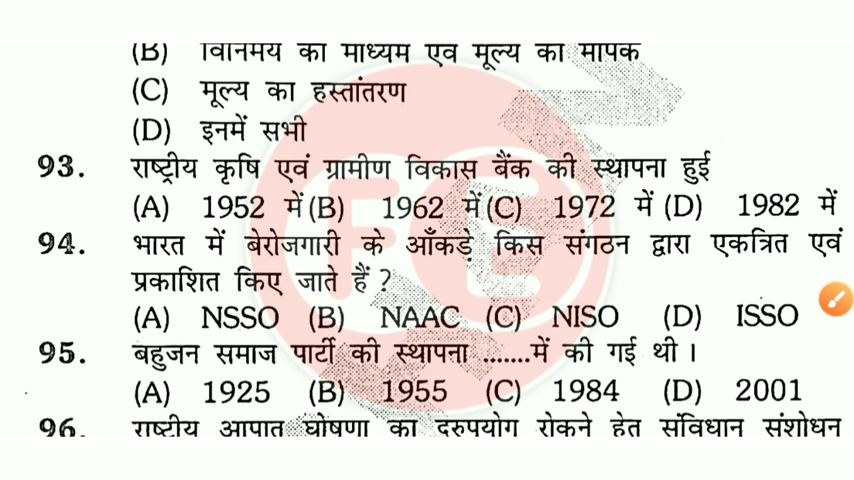 (B) विनिमय का माध्यम एवं मूल्य का मापक
(C) मूल्य का हस्तांतरण
(D) इनमें सभी
93. राष्ट्रीय कृषि एवं ग्रामीण विकास बैंक की स्थापना हुई
(A) 1952 में (B) 1962 में (C) 1972 में (D) 1982 में
94. भारत में बेरोजगारी के आँकड़े किस संगठन द्वारा एकत्रित एवं
प्रकाशित किए जाते हैं ?
(A) NSSO (B) NAAC (C) NISO (D) ISSO
95. बहुजन समाज पार्टी की स्थापना .......में की गई थी ।
(A) 1925 (B) 1955 (C) 1984 (D) 2001
96. राष्ट्रीय आपात घोषणा का दुरुपयोग रोकने हेतु संविधान संशोधन